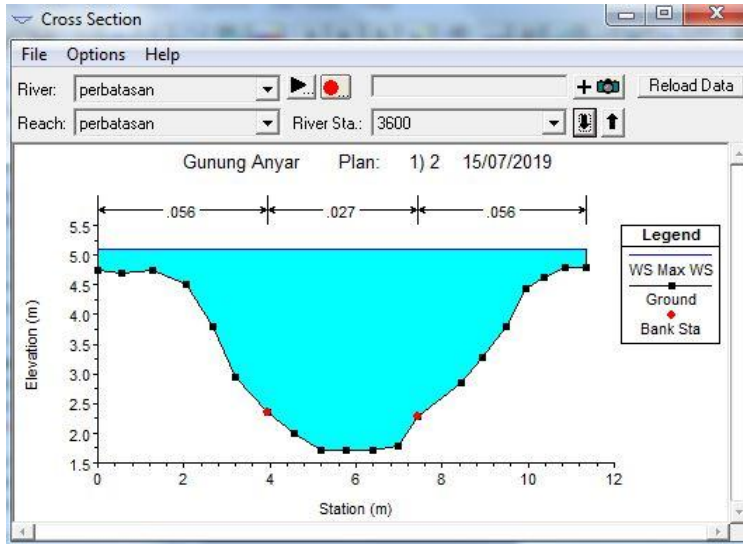 Cross Section
File Options Help
River: perbatasan Reload Data
Reach: perbatasan River Sta.: 3600
Gunung Anyar Plan: 1) 2 15/07/2019
.056 .027 .056
5.5
5.0
4.5
4.0
3.5
3.0
2.5
2.0
1.5
Elevation (m)
0 2 4 6 8 10 12
Station (m)
Legend
WS Max WS
Ground
Bank Sta